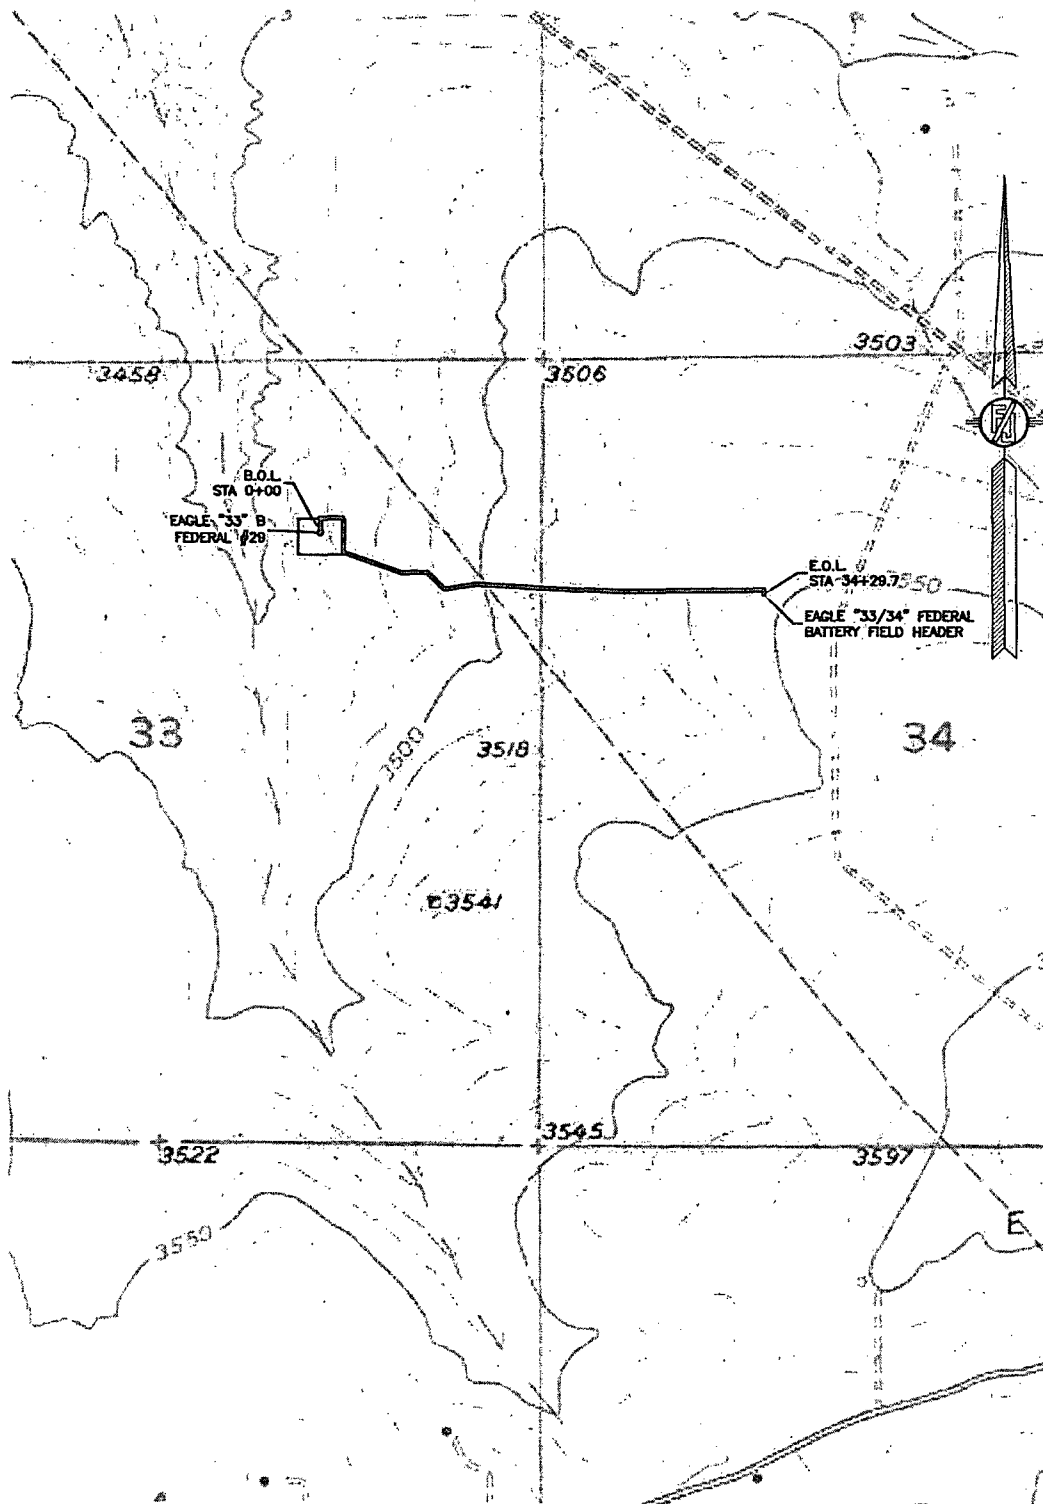 3503
3458
3506
B.O.L.
STA 0+00
EAGLE "33" B
FEDERAL #29
E.O.L.
STA 34+29.7
3550
EAGLE "33/34" FEDERAL
BATTERY FIELD HEADER
33
34
3500
3518
3541
3545
3522
3597
E
3550